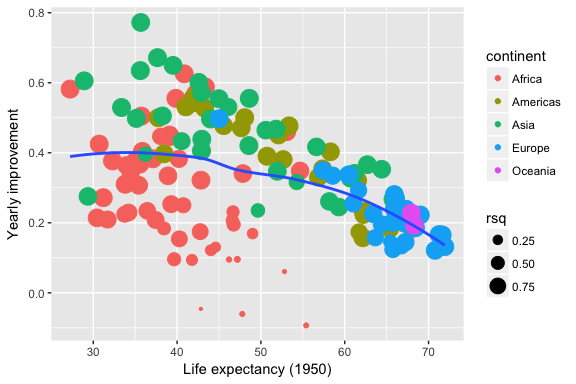 0.8
0.6
0.4
0.2
0.0
Yearly improvement
30
40
50
60
70
Life expectancy (1950)
continent
Africa
Americas
Asia
Europe
Oceania
rsq
0.25
0.50
0.75